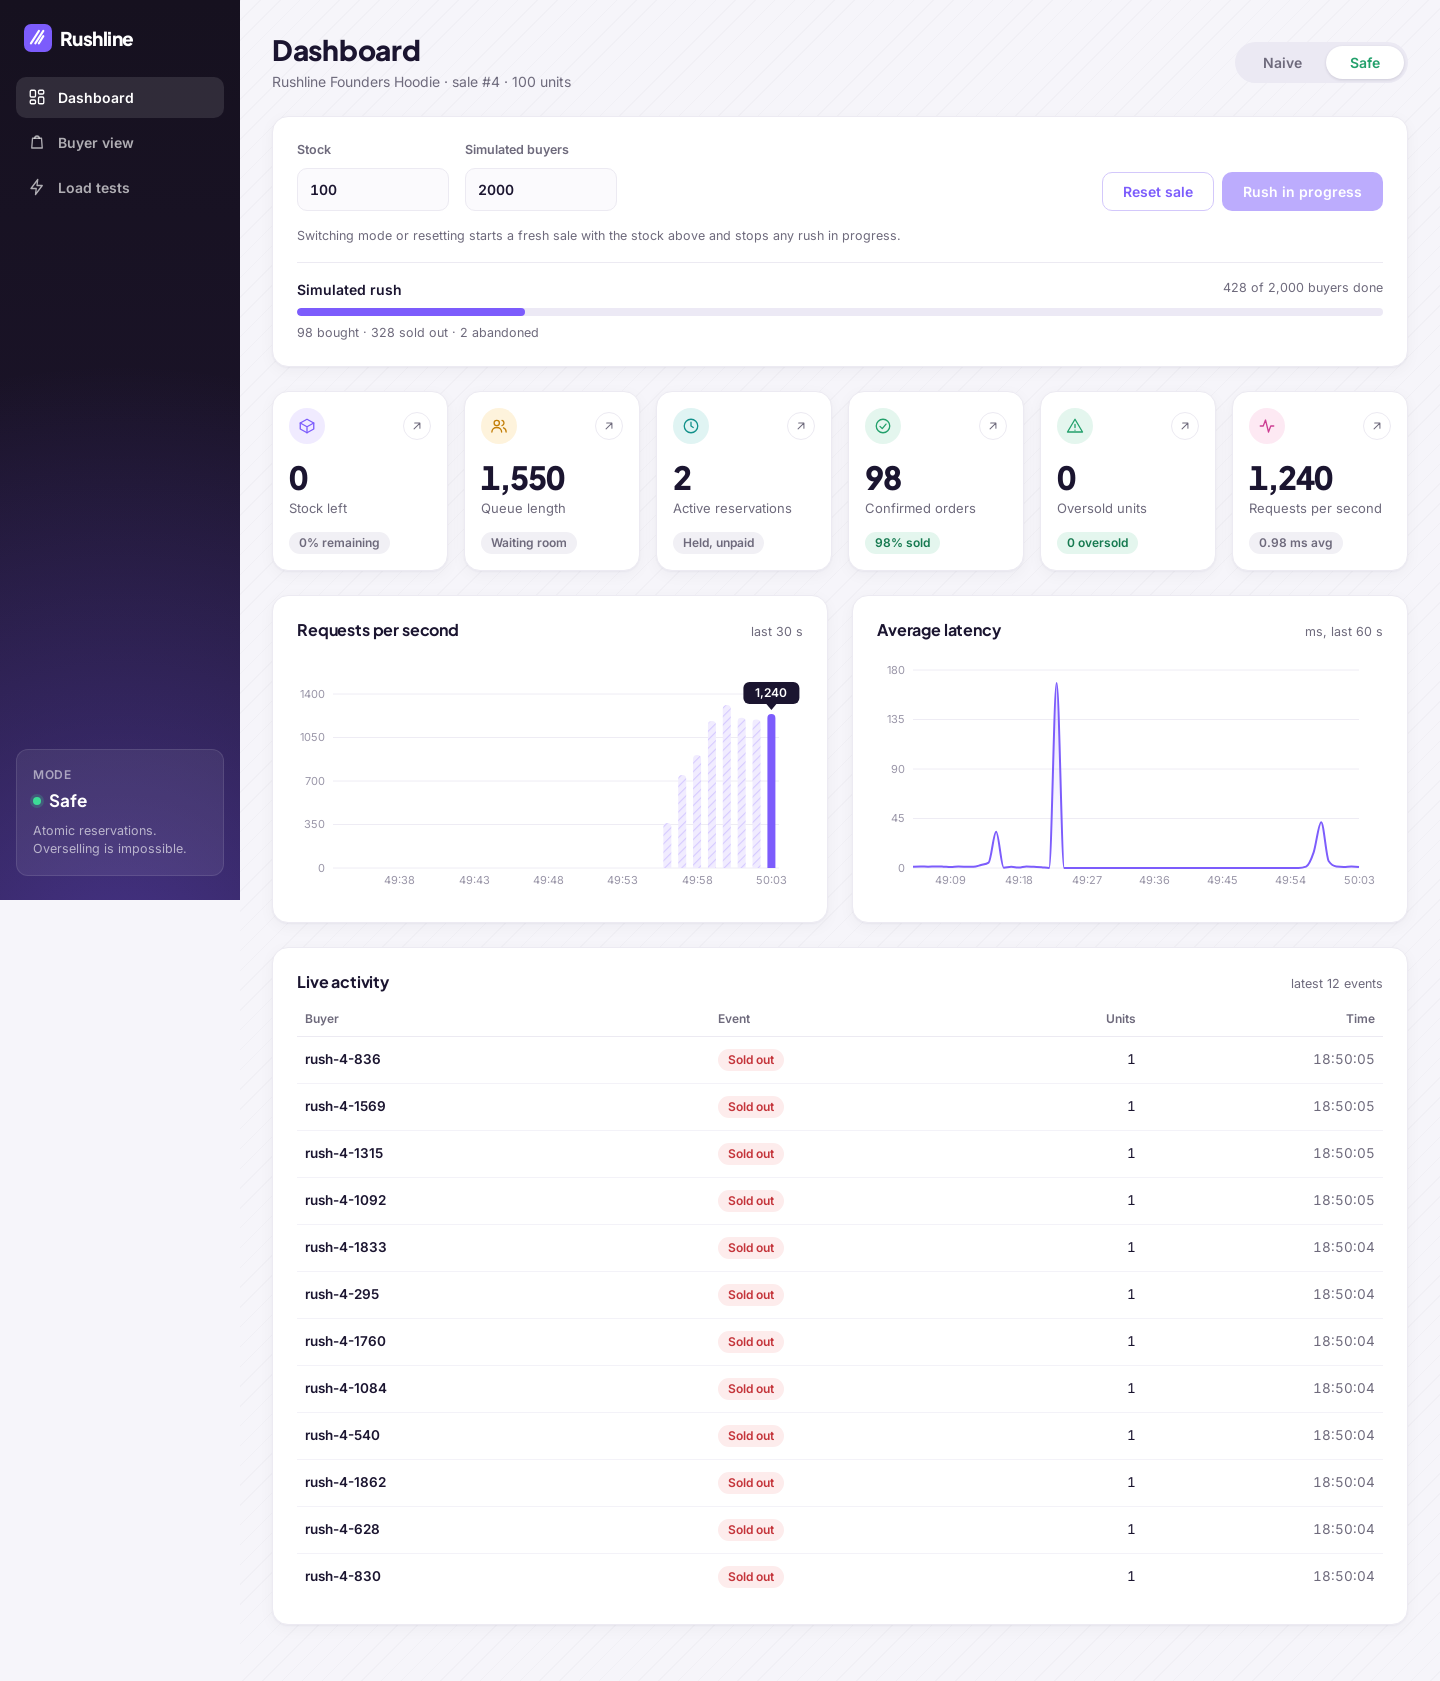 Rushline
Dashboard
Buyer view
Load tests
MODE
Safe
Atomic reservations.
Overselling is impossible.
Dashboard
Rushline Founders Hoodie · sale #4 · 100 units
Naive Safe
Stock Simulated buyers
100 2000 Reset sale Rush in progress
Switching mode or resetting starts a fresh sale with the stock above and stops any rush in progress.
Simulated rush 428 of 2,000 buyers done
98 bought · 328 sold out · 2 abandoned
0 1,550 2 98 0 1,240
Stock left Queue length Active reservations Confirmed orders Oversold units Requests per second
0% remaining Waiting room Held, unpaid 98% sold 0 oversold 0.98 ms avg
Requests per second last 30 s
1,240
1400
1050
700
350
0
49:38 49:43 49:48 49:53 49:58 50:03
Average latency ms, last 60 s
180
135
90
45
0
49:09 49:18 49:27 49:36 49:45 49:54 50:03
Live activity latest 12 events
Buyer Event Units Time
rush-4-836 Sold out 1 18:50:05
rush-4-1569 Sold out 1 18:50:05
rush-4-1315 Sold out 1 18:50:05
rush-4-1092 Sold out 1 18:50:05
rush-4-1833 Sold out 1 18:50:04
rush-4-295 Sold out 1 18:50:04
rush-4-1760 Sold out 1 18:50:04
rush-4-1084 Sold out 1 18:50:04
rush-4-540 Sold out 1 18:50:04
rush-4-1862 Sold out 1 18:50:04
rush-4-628 Sold out 1 18:50:04
rush-4-830 Sold out 1 18:50:04